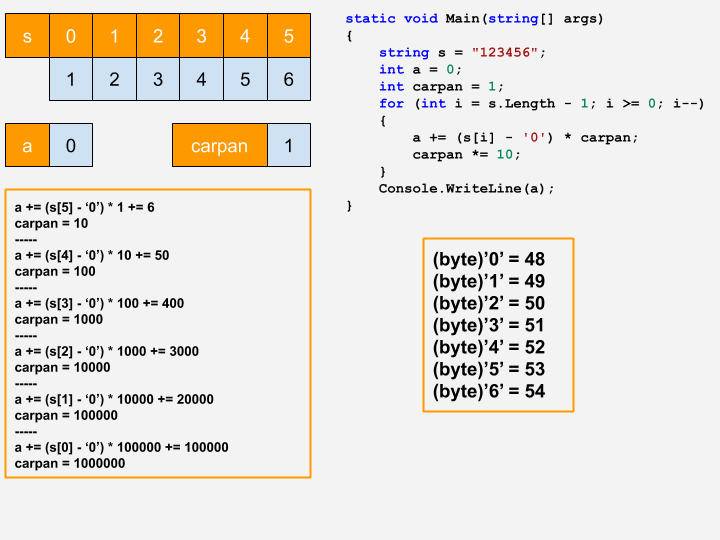 s 0 1 2 3 4 5
1 2 3 4 5 6
a 0
carpan 1
a += (s[5] - ‘0’) * 1 += 6
carpan = 10
-----
a += (s[4] - ‘0’) * 10 += 50
carpan = 100
-----
a += (s[3] - ‘0’) * 100 += 400
carpan = 1000
-----
a += (s[2] - ‘0’) * 1000 += 3000
carpan = 10000
-----
a += (s[1] - ‘0’) * 10000 += 20000
carpan = 100000
-----
a += (s[0] - ‘0’) * 100000 += 100000
carpan = 1000000
static void Main(string[] args)
{
    string s = "123456";
    int a = 0;
    int carpan = 1;
    for (int i = s.Length - 1; i >= 0; i--)
    {
        a += (s[i] - '0') * carpan;
        carpan *= 10;
    }
    Console.WriteLine(a);
}
(byte)’0’ = 48
(byte)’1’ = 49
(byte)’2’ = 50
(byte)’3’ = 51
(byte)’4’ = 52
(byte)’5’ = 53
(byte)’6’ = 54